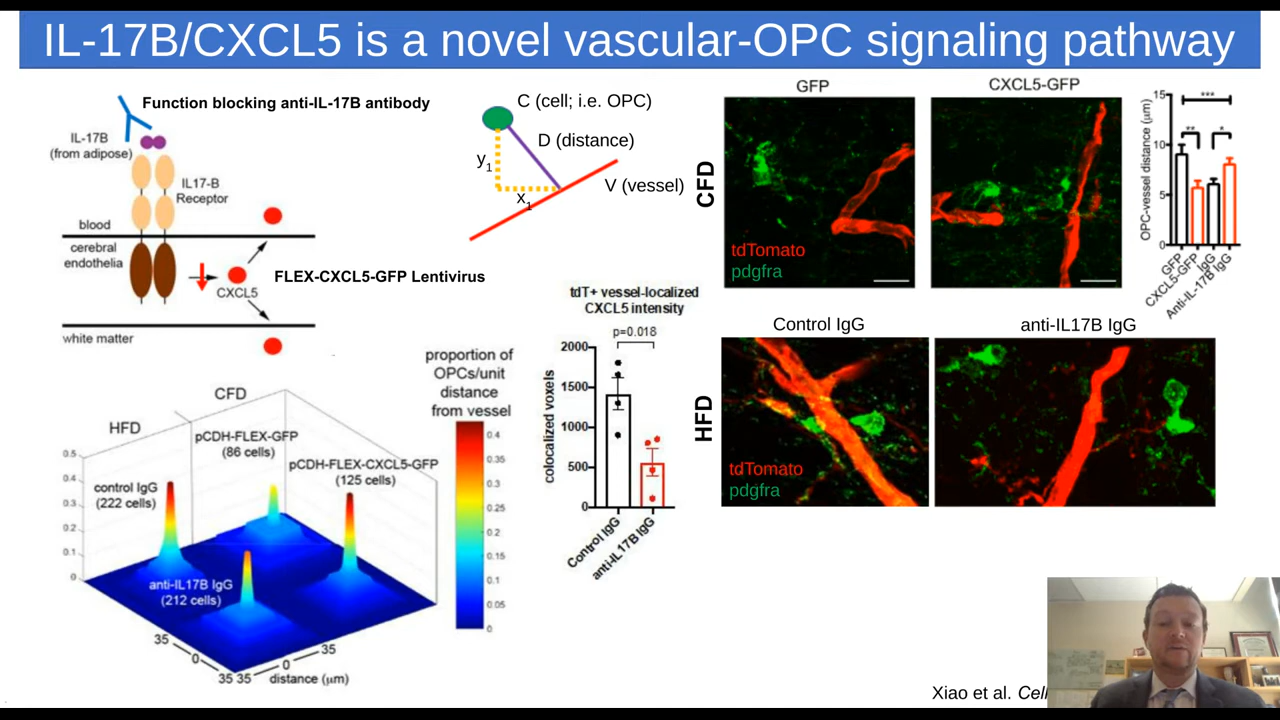 IL-17B/CXCL5 is a novel vascular-OPC signaling pathway
Function blocking anti-IL-17B antibody
IL-17B
(from adipose)
IL17-B
Receptor
blood
cerebral
endothelia
CXCL5
FLEX-CXCL5-GFP Lentivirus
white matter
C (cell; i.e. OPC)
D (distance)
y1
x1
V (vessel)
GFP
CXCL5-GFP
CFD
tdTomato
pdgfra
OPC-vessel distance (μm)
15
10
5
0
***
**
*
GFP
CXCL5-GFP
IgG
Anti-IL-17B IgG
tdT+ vessel-localized
CXCL5 intensity
p=0.018
colocalized voxels
2000
1500
1000
500
0
Control IgG
anti-IL17B IgG
Control IgG
anti-IL17B IgG
HFD
tdTomato
pdgfra
proportion of
OPCs/unit
distance
from vessel
0.4
0.35
0.3
0.25
0.2
0.15
0.1
0.05
0
HFD
CFD
pCDH-FLEX-GFP
(86 cells)
pCDH-FLEX-CXCL5-GFP
(125 cells)
control IgG
(222 cells)
anti-IL17B IgG
(212 cells)
0.5
0.4
0.3
0.2
0.1
0
35
0
35
35
0
35
distance (μm)
Xiao et al. Cell